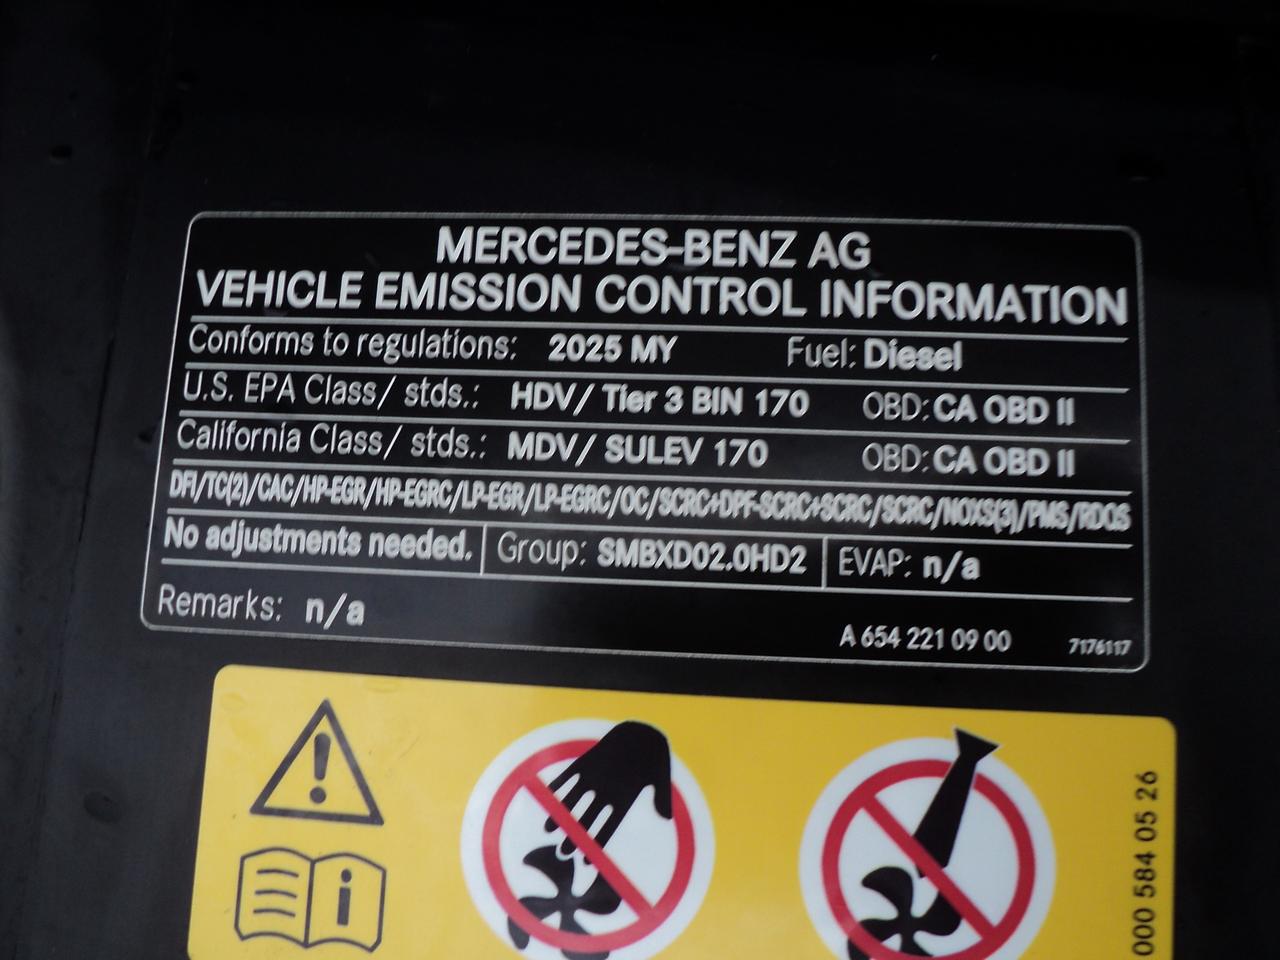 MERCEDES-BENZ AG
VEHICLE EMISSION CONTROL INFORMATION
Conforms to regulations: 2025 MY Fuel: Diesel
U.S. EPA Class/ stds.: HDV/ Tier 3 BIN 170 OBD: CA OBD II
California Class/ stds.: MDV/ SULEV 170 OBD: CA OBD II
DFI/TC(2)/CAC/HP-EGR/HP-EGRC/LP-EGR/LP-EGRC/OC/SCRC+DPF-SCRC+SCRC/SCRC/NOXS(3)/PMS/RDQS
No adjustments needed. Group: SMBXD02.0HD2 EVAP: n/a
Remarks: n/a
A 654 221 09 00 7176117
000 584 05 26